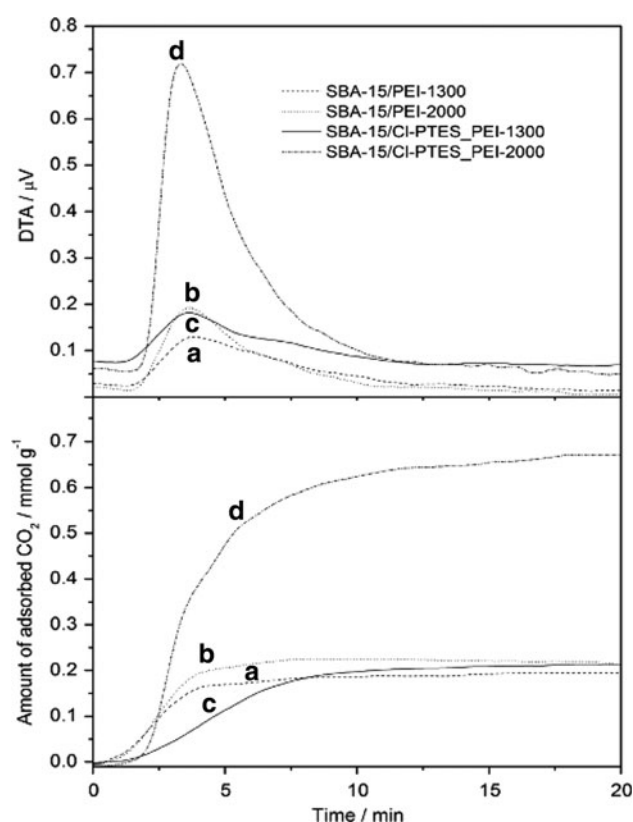 0.8
0.7
0.6
0.5
0.4
0.3
0.2
0.1
DTA / μV
d
b
c
a
SBA-15/PEI-1300
SBA-15/PEI-2000
SBA-15/Cl-PTES_PEI-1300
SBA-15/Cl-PTES_PEI-2000
0.7
0.6
0.5
0.4
0.3
0.2
0.1
0.0
Amount of adsorbed CO2 / mmol g-1
d
b
a
c
0 5 10 15 20
Time / min